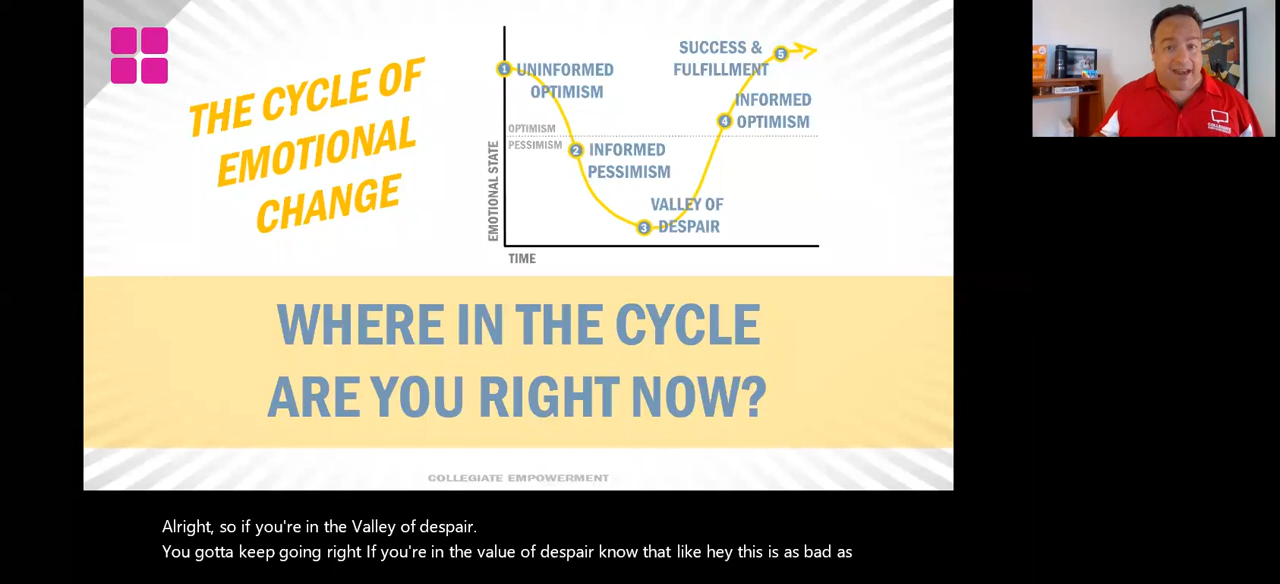 THE CYCLE OF
EMOTIONAL
CHANGE
EMOTIONAL STATE
1 UNINFORMED
OPTIMISM
OPTIMISM
PESSIMISM
2 INFORMED
PESSIMISM
3 VALLEY OF
DESPAIR
4 INFORMED
OPTIMISM
5 SUCCESS &
FULFILLMENT
TIME
WHERE IN THE CYCLE
ARE YOU RIGHT NOW?
COLLEGIATE EMPOWERMENT
COLLEGIATE
Alright, so if you're in the Valley of despair.
You gotta keep going right If you're in the value of despair know that like hey this is as bad as